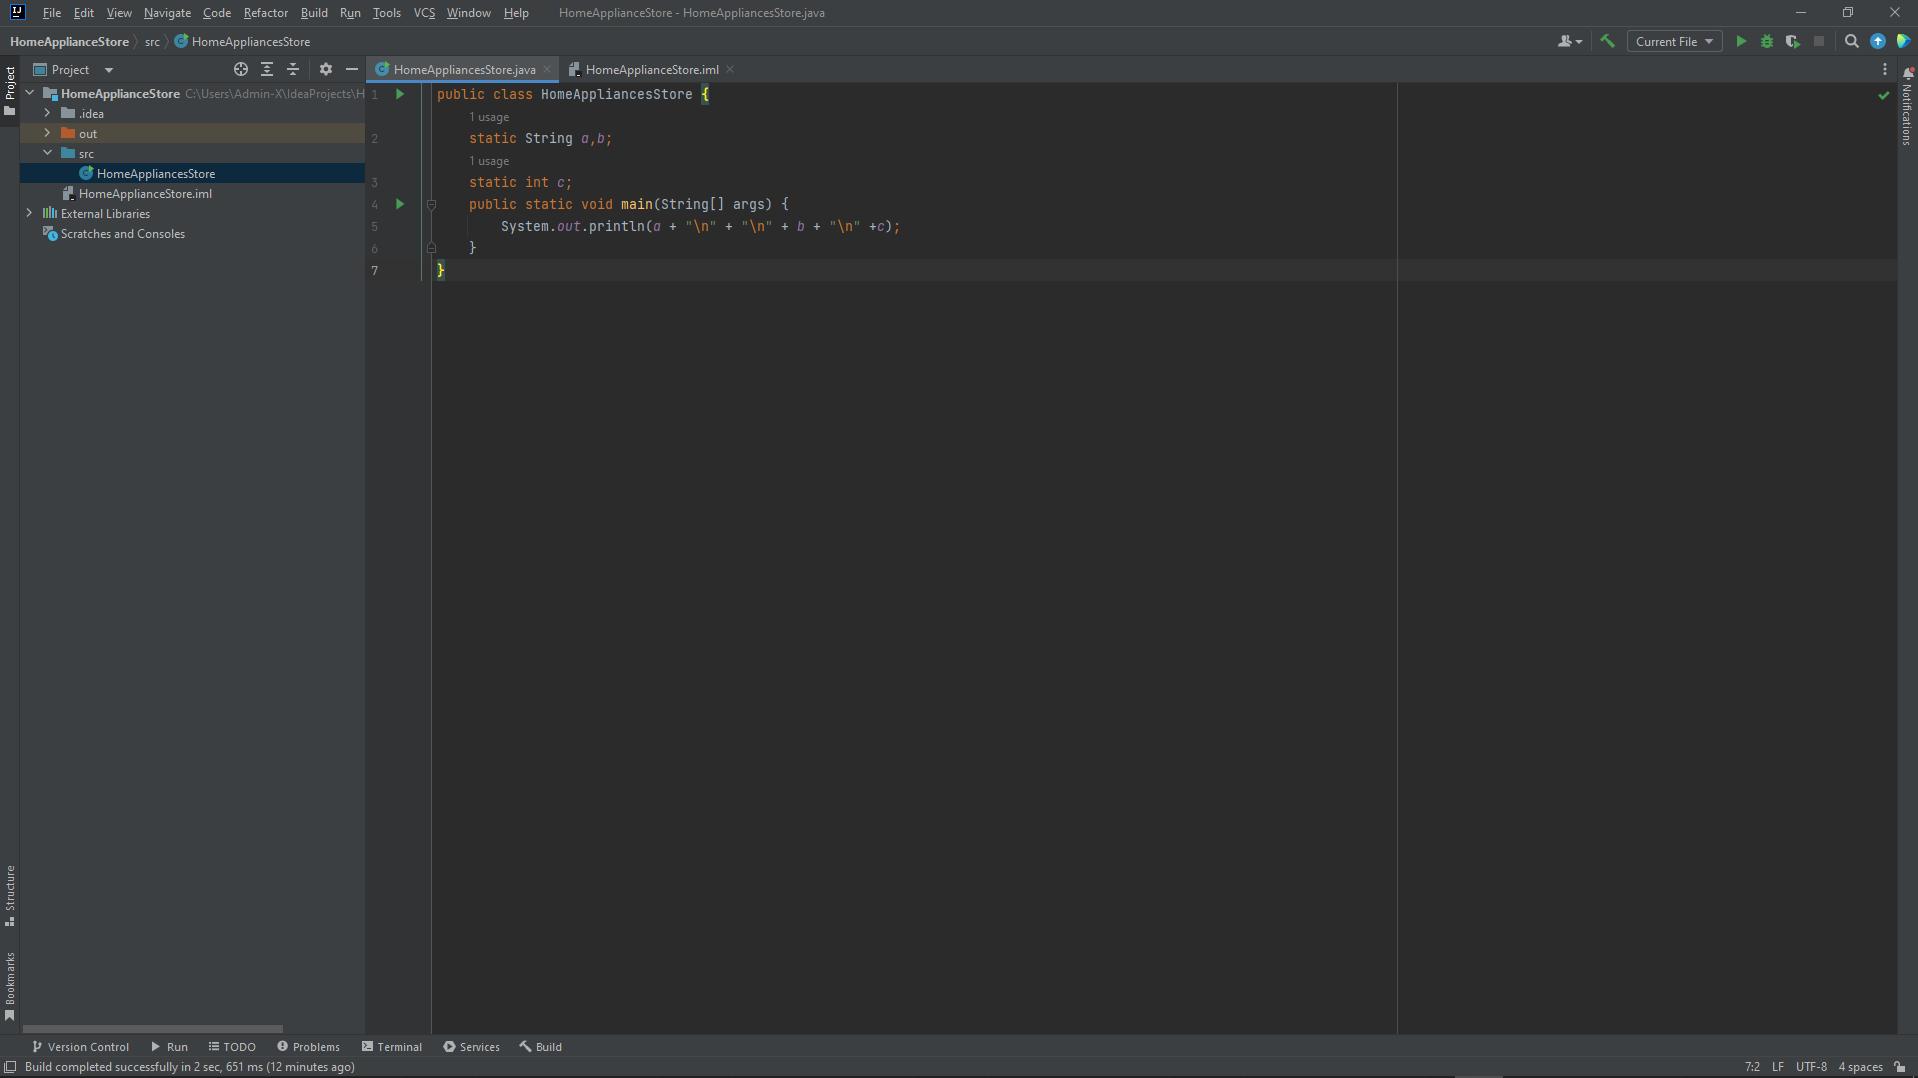 IJ File Edit View Navigate Code Refactor Build Run Tools VCS Window Help HomeApplianceStore - HomeAppliancesStore.java
HomeApplianceStore src HomeAppliancesStore Current File
Project HomeAppliancesStore.java HomeApplianceStore.iml
Project
Notifications
HomeApplianceStore C:\Users\Admin-X\IdeaProjects\H
.idea
out
src
HomeAppliancesStore
HomeApplianceStore.iml
External Libraries
Scratches and Consoles
1 public class HomeAppliancesStore {
1 usage
2 static String a,b;
1 usage
3 static int c;
4 public static void main(String[] args) {
5 System.out.println(a + "\n" + "\n" + b + "\n" +c);
6 }
7 }
Structure
Bookmarks
Version Control Run TODO Problems Terminal Services Build
Build completed successfully in 2 sec, 651 ms (12 minutes ago) 7:2 LF UTF-8 4 spaces